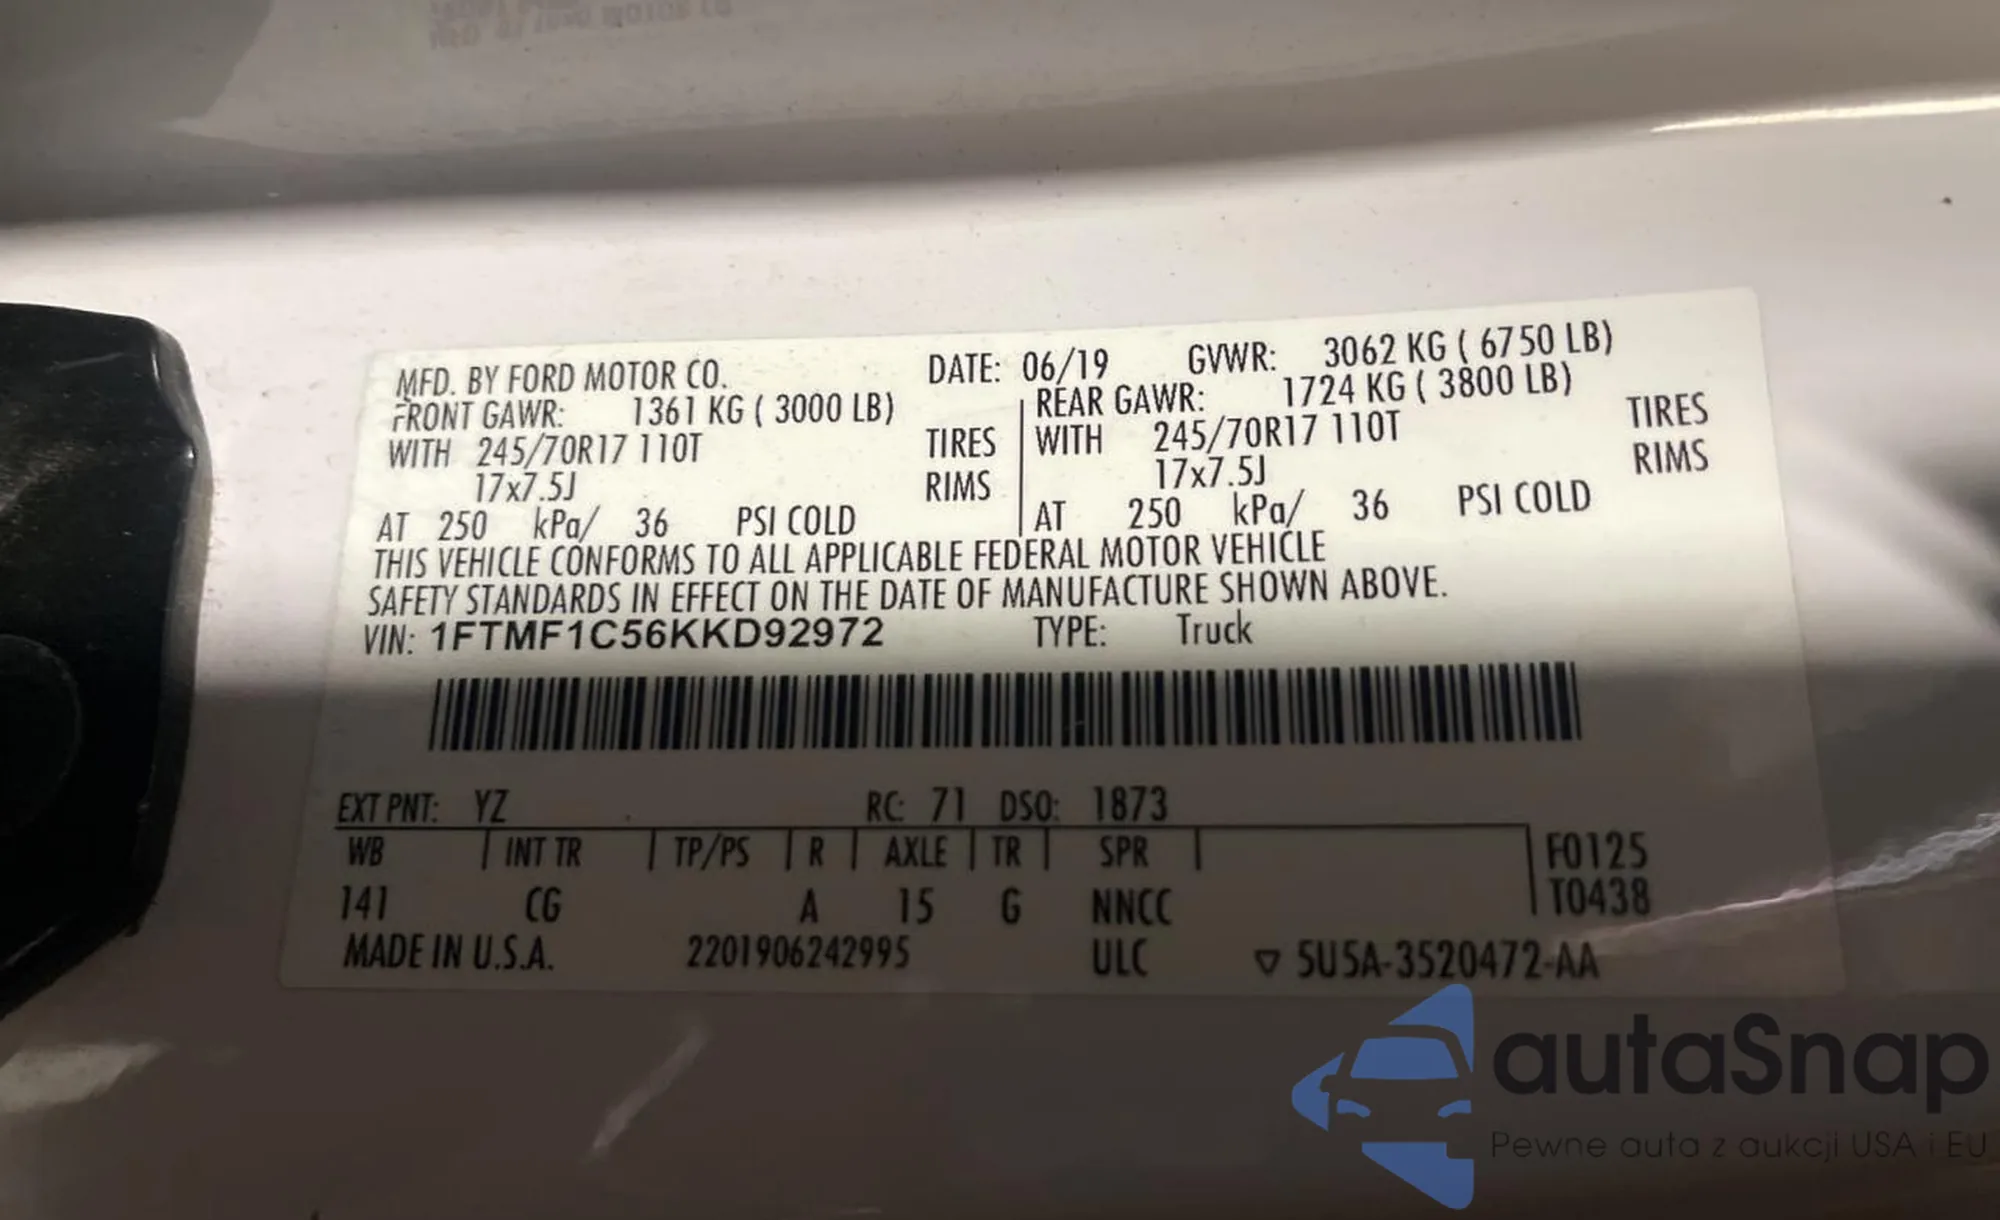 MFD. BY FORD MOTOR CO. DATE: 06/19 GVWR: 3062 KG ( 6750 LB)
FRONT GAWR: 1361 KG ( 3000 LB) REAR GAWR: 1724 KG ( 3800 LB)
WITH 245/70R17 110T TIRES WITH 245/70R17 110T TIRES
17x7.5J RIMS 17x7.5J RIMS
AT 250 kPa/ 36 PSI COLD AT 250 kPa/ 36 PSI COLD
THIS VEHICLE CONFORMS TO ALL APPLICABLE FEDERAL MOTOR VEHICLE
SAFETY STANDARDS IN EFFECT ON THE DATE OF MANUFACTURE SHOWN ABOVE.
VIN: 1FTMF1C56KKD92972 TYPE: Truck
EXT PNT: YZ RC: 71 DSO: 1873
WB INT TR TP/PS R AXLE TR SPR F0125
141 CG A 15 G NNCC T0438
MADE IN U.S.A. 2201906242995 ULC ▽ 5U5A-3520472-AA
autaSnap
Pewne auta z aukcji USA i EU